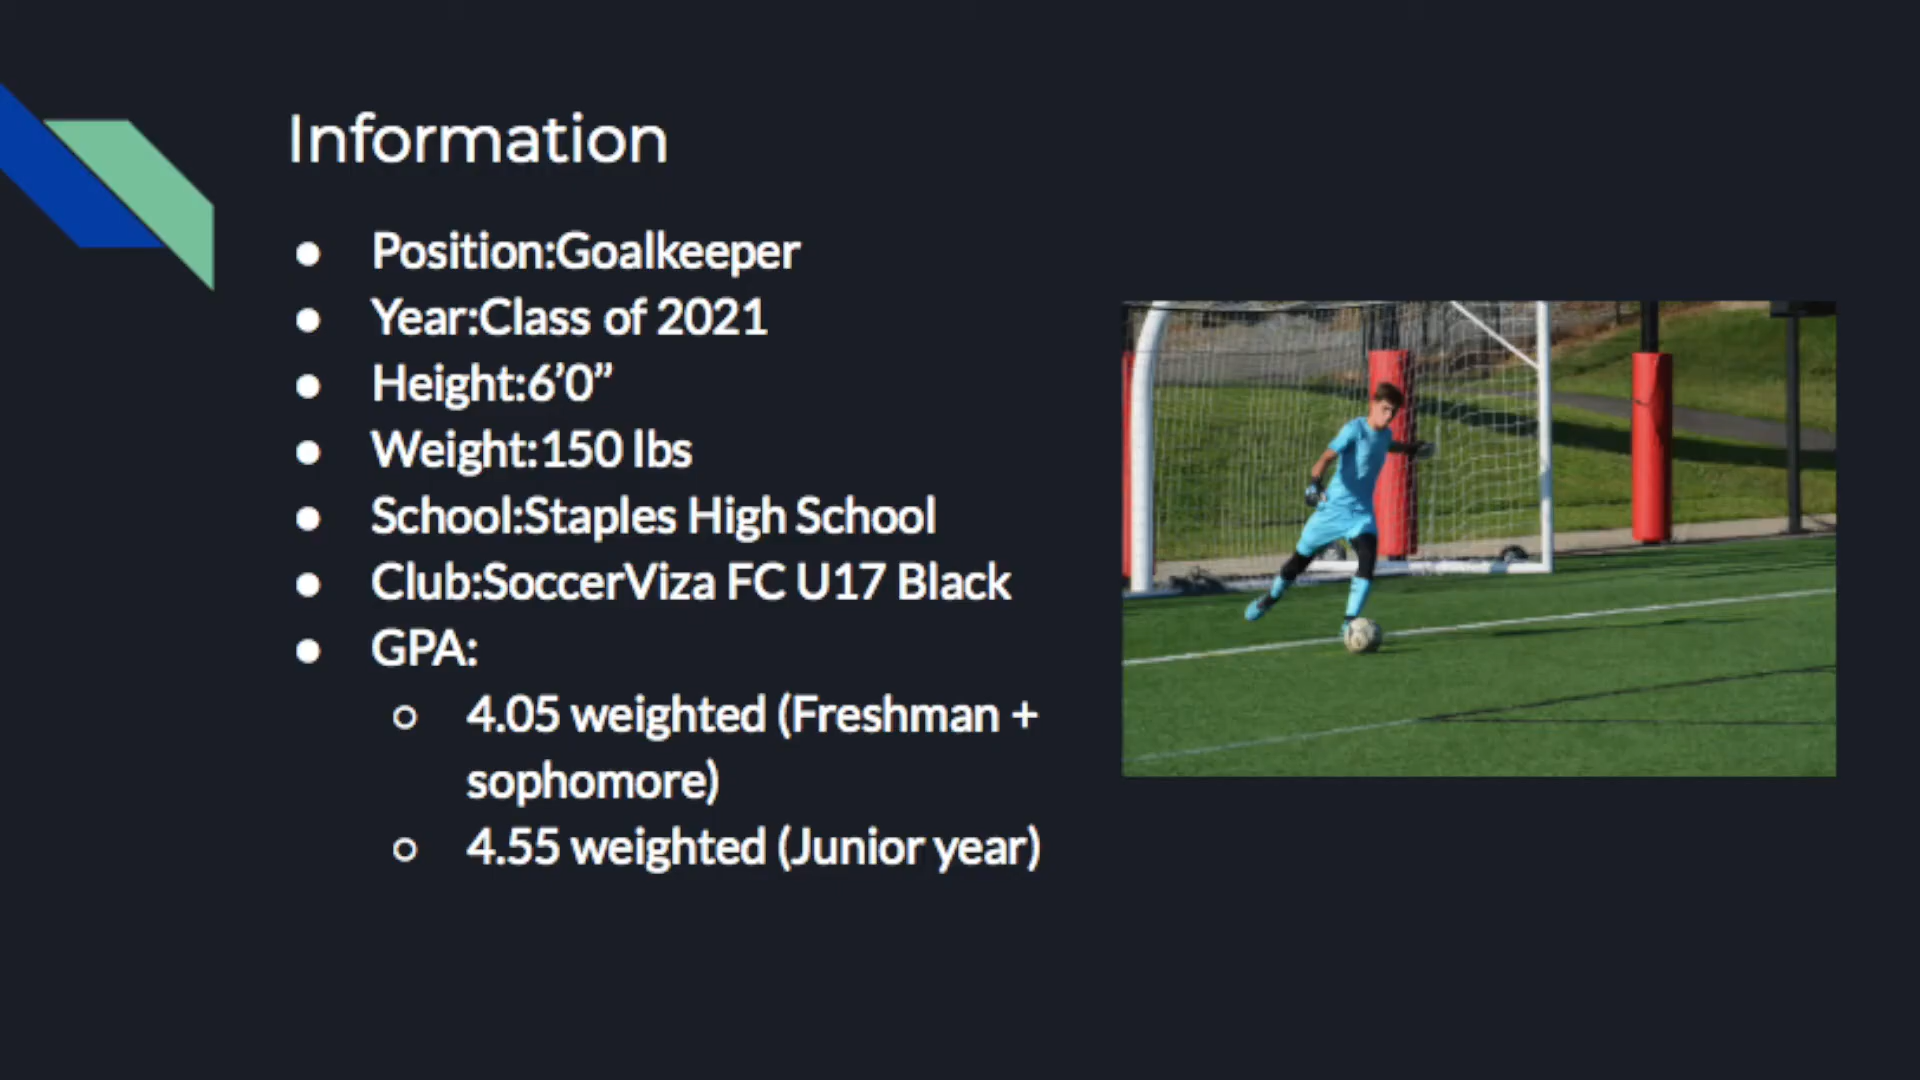 Information
Position:Goalkeeper
Year:Class of 2021
Height:6’0”
Weight:150 lbs
School:Staples High School
Club:SoccerViza FC U17 Black
GPA:
4.05 weighted (Freshman +
sophomore)
4.55 weighted (Junior year)